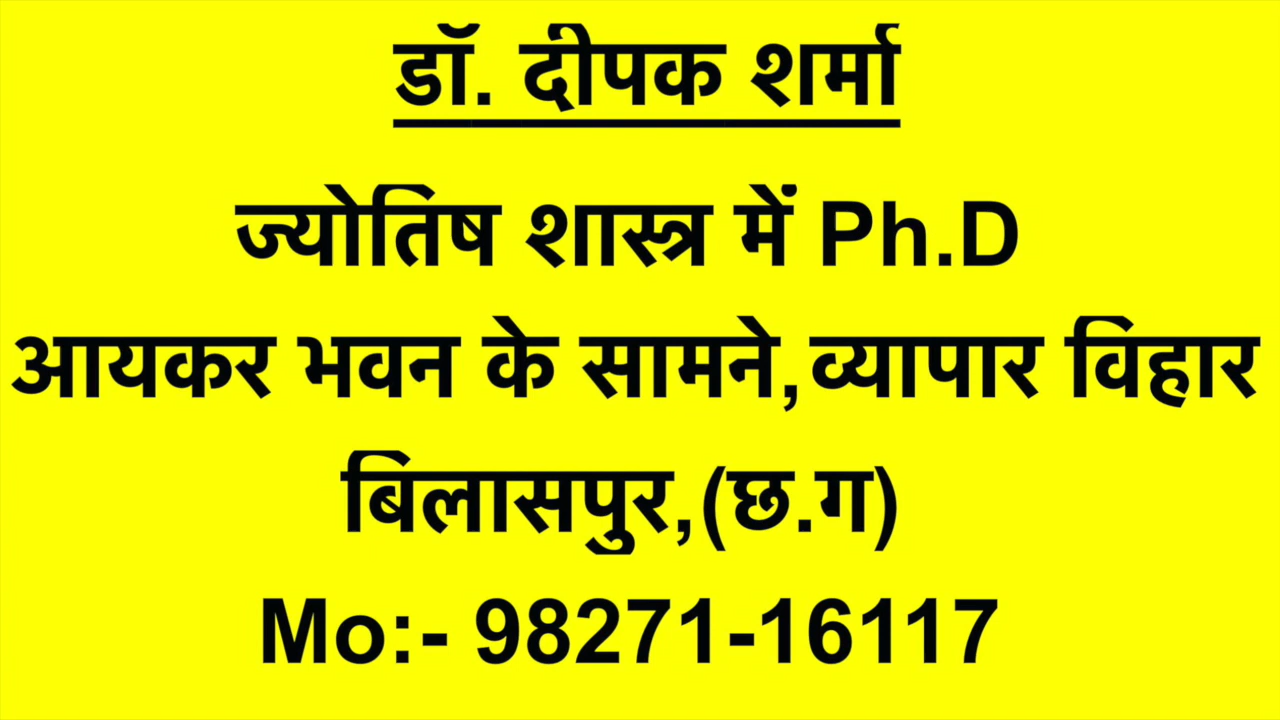 डॉ. दीपक शर्मा
ज्योतिष शास्त्र में Ph.D
आयकर भवन के सामने,व्यापार विहार
बिलासपुर,(छ.ग)
Mo:- 98271-16117